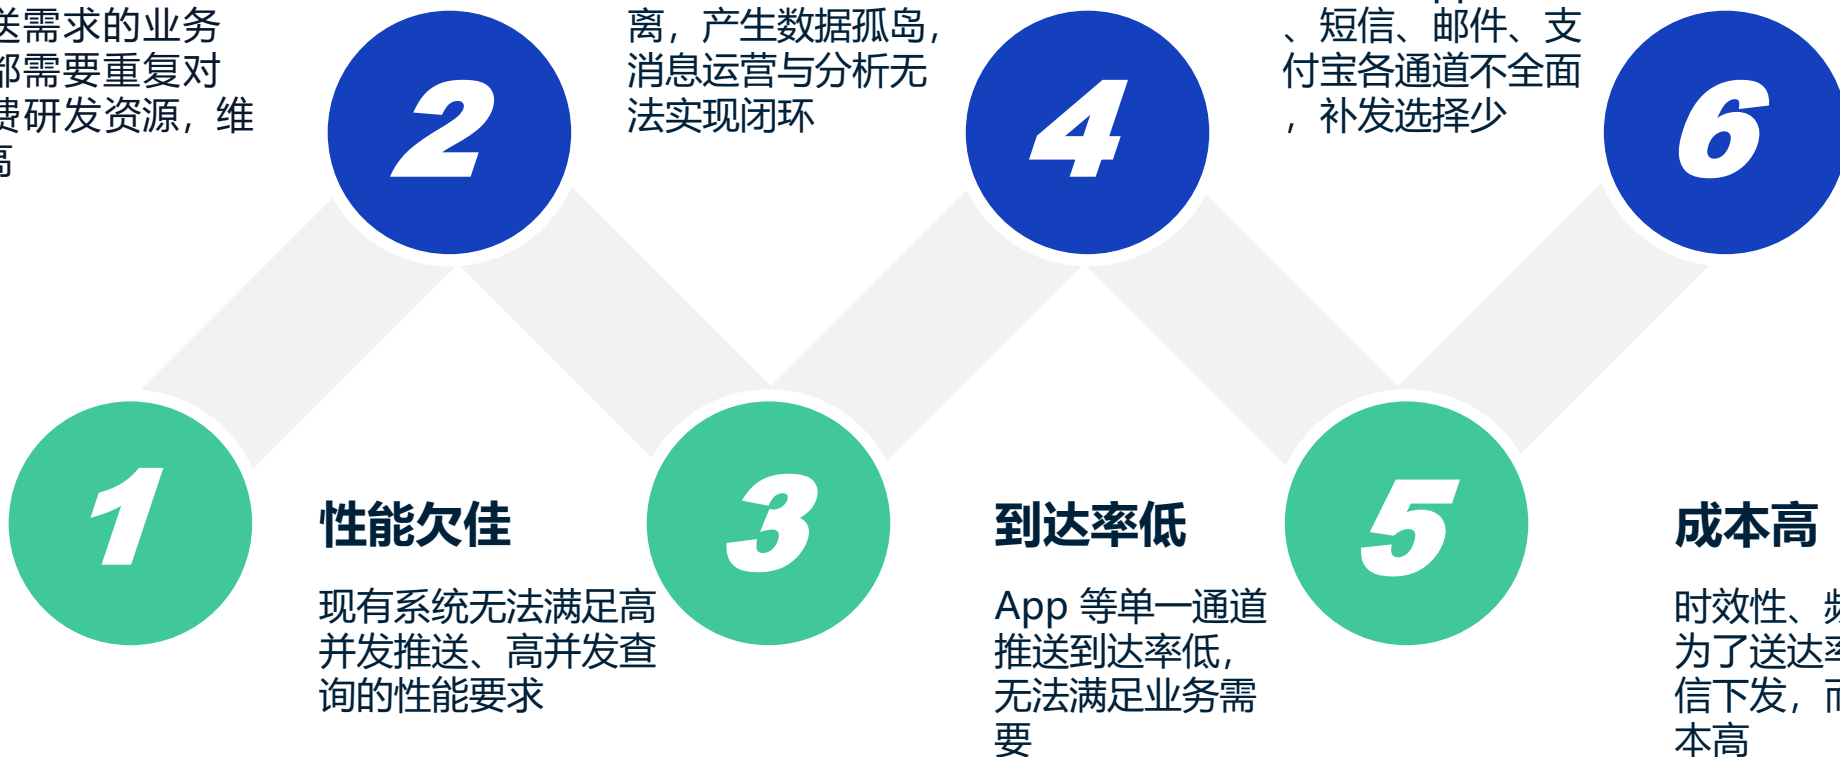 送需求的业务
都需要重复对
费研发资源，维
高
2
离，产生数据孤岛，
消息运营与分析无
法实现闭环
4
、短信、邮件、支
付宝各通道不全面
，补发选择少
6
1
性能欠佳
现有系统无法满足高
并发推送、高并发查
询的性能要求
3
到达率低
App 等单一通道
推送到达率低，
无法满足业务需
要
5
成本高
时效性、频
为了送达率
信下发，而
本高